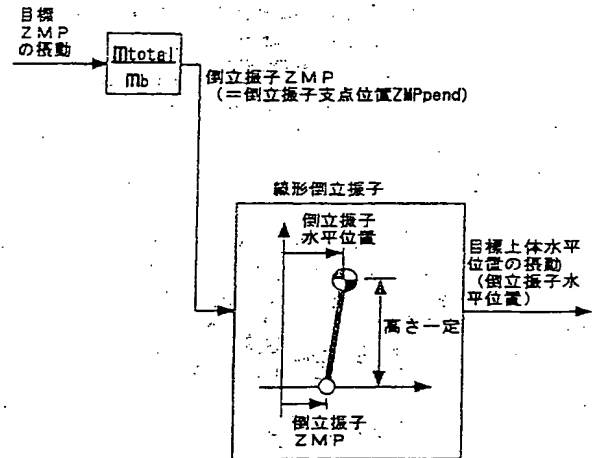 目標
ZMP
の摂動
mtotal
mb
倒立振子ZMP
(=倒立振子支点位置ZMPpend)
線形倒立振子
倒立振子
水平位置
目標上体水平
位置の摂動
(倒立振子水
平位置)
高さ一定
倒立振子
ZMP